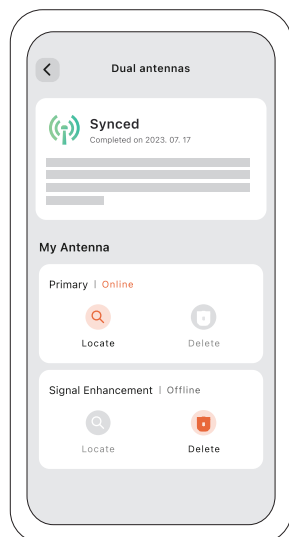 Dual antennas
Synced
Completed on 2023. 07. 17
My Antenna
Primary | Online
Locate
Delete
Signal Enhancement | Offline
Locate
Delete